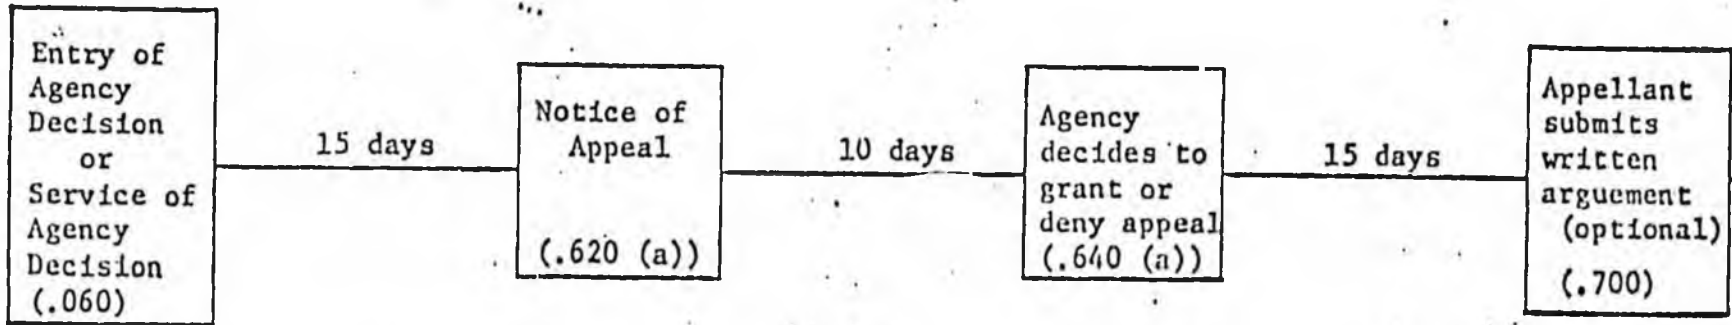 Entry of
Agency
Decision
or
Service of
Agency
Decision
(.060)
15 days
Notice of
Appeal
(.620 (a))
10 days
Agency
decides to
grant or
deny appeal
(.640 (a))
15 days
Appellant
submits
written
arguement
(optional)
(.700)